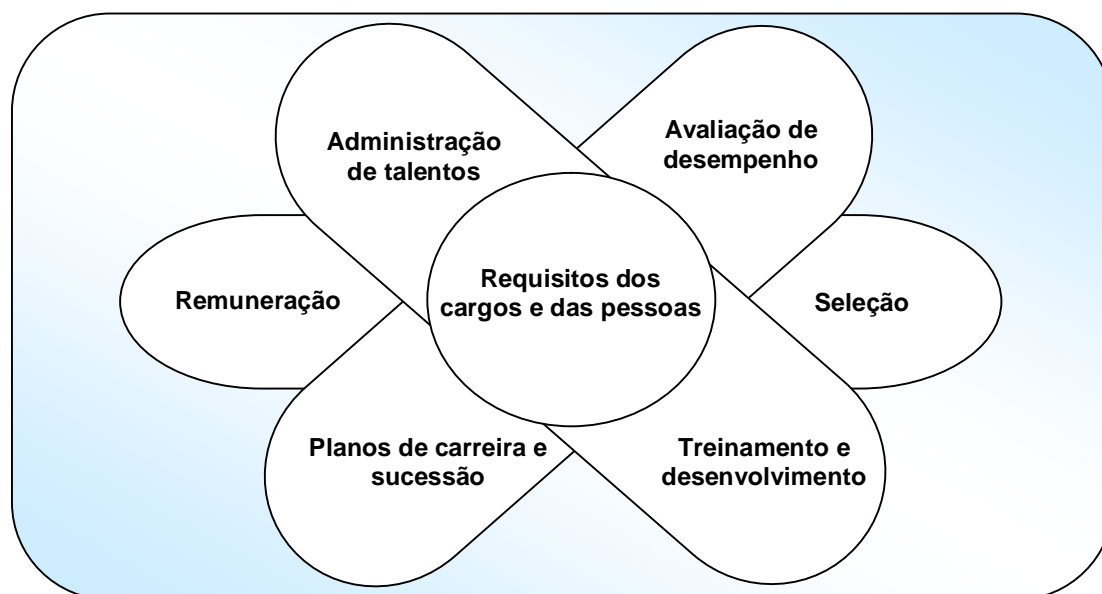 Administração
de talentos
Avaliação de
desempenho
Remuneração
Requisitos dos
cargos e das pessoas
Seleção
Planos de carreira e
sucessão
Treinamento e
desenvolvimento